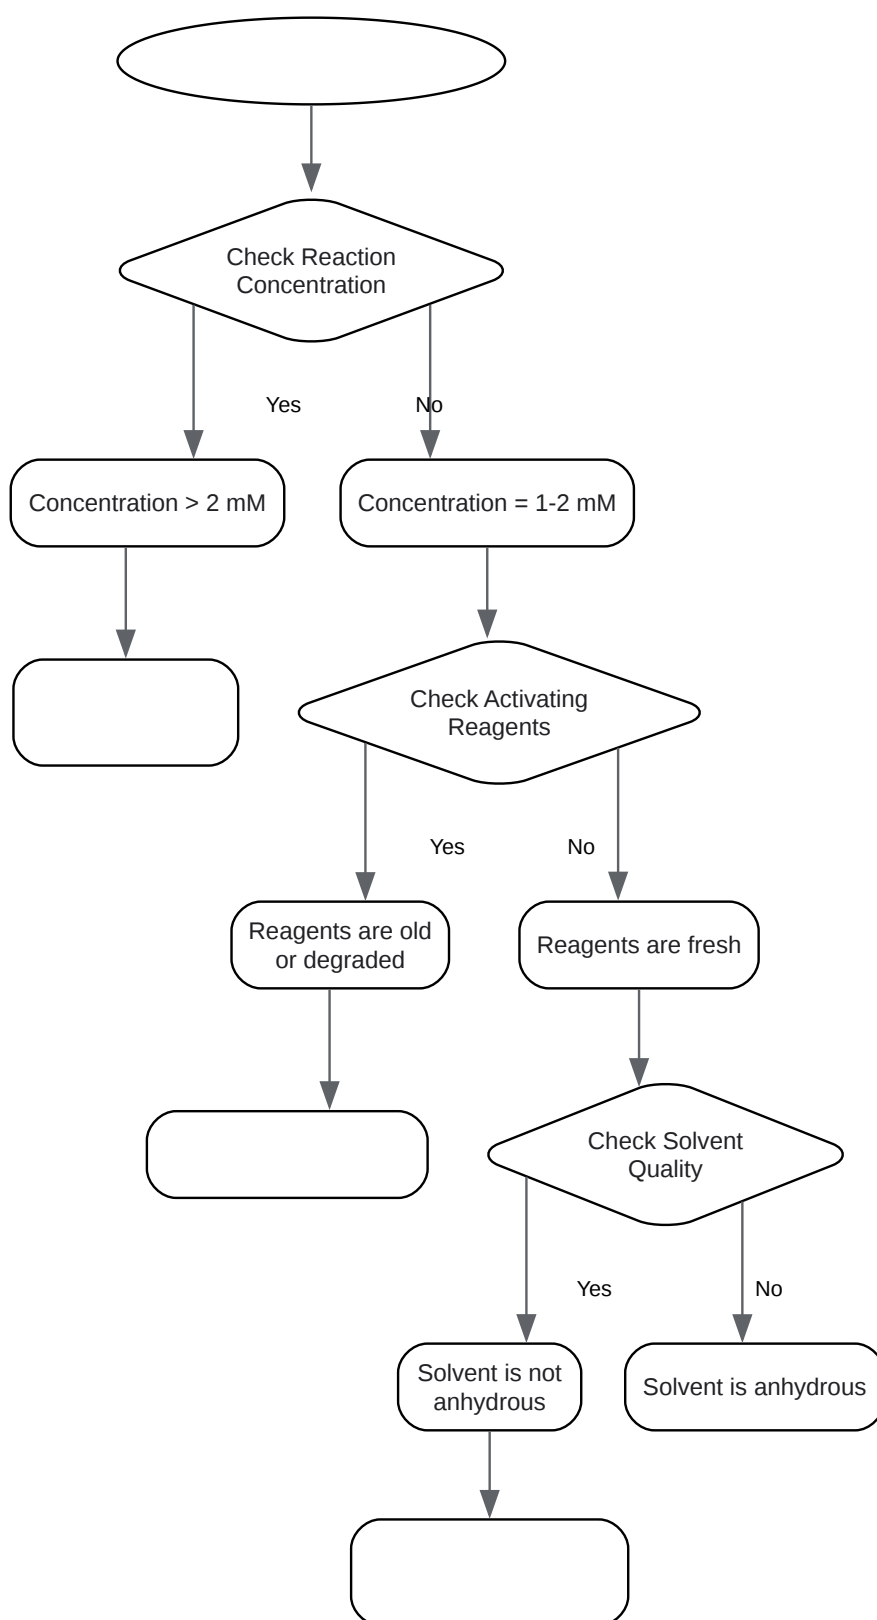 Check Reaction
Concentration
Yes
No
Concentration > 2 mM
Concentration = 1-2 mM
Check Activating
Reagents
Yes
No
Reagents are old
or degraded
Reagents are fresh
Check Solvent
Quality
Yes
No
Solvent is not
anhydrous
Solvent is anhydrous